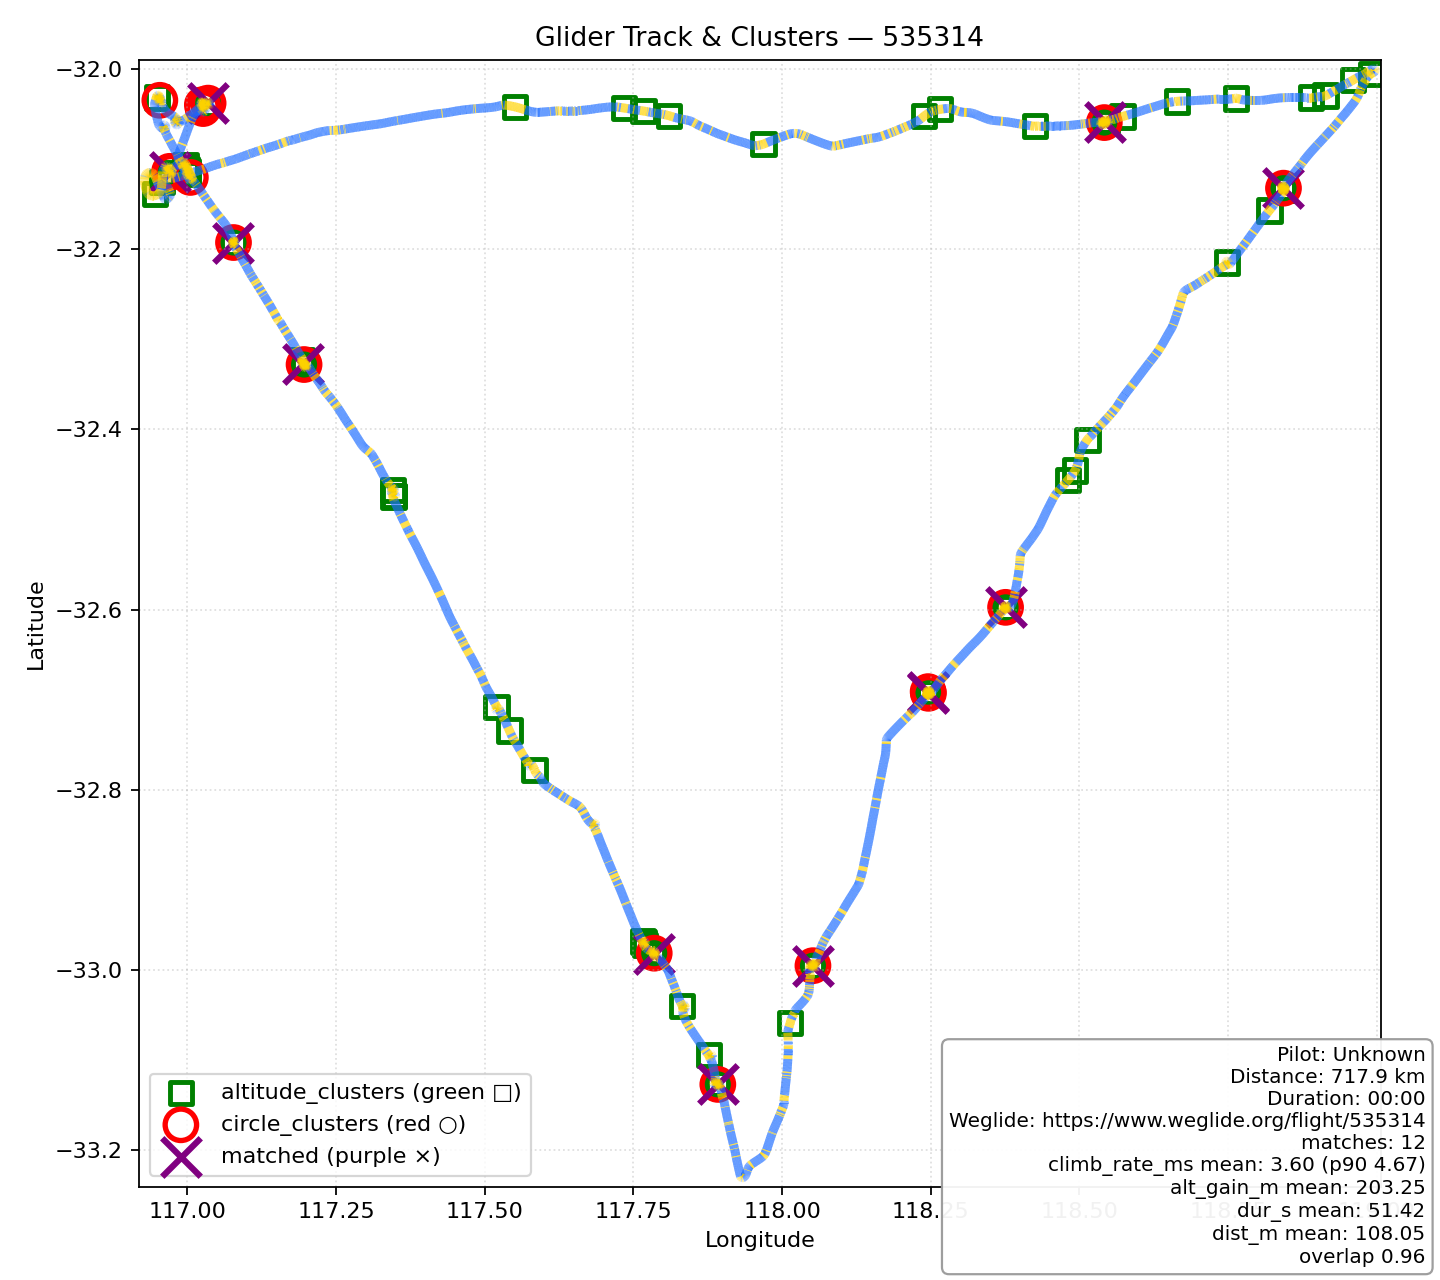 Glider Track & Clusters — 535314
−32.0
−32.2
−32.4
−32.6
−32.8
−33.0
−33.2
Latitude
altitude_clusters (green □)
circle_clusters (red ○)
matched (purple ×)
117.00
117.25
117.50
117.75
118.00
118.25
118.50
Longitude
Pilot: Unknown
Distance: 717.9 km
Duration: 00:00
Weglide: https://www.weglide.org/flight/535314
matches: 12
climb_rate_ms mean: 3.60 (p90 4.67)
alt_gain_m mean: 203.25
dur_s mean: 51.42
dist_m mean: 108.05
overlap 0.96